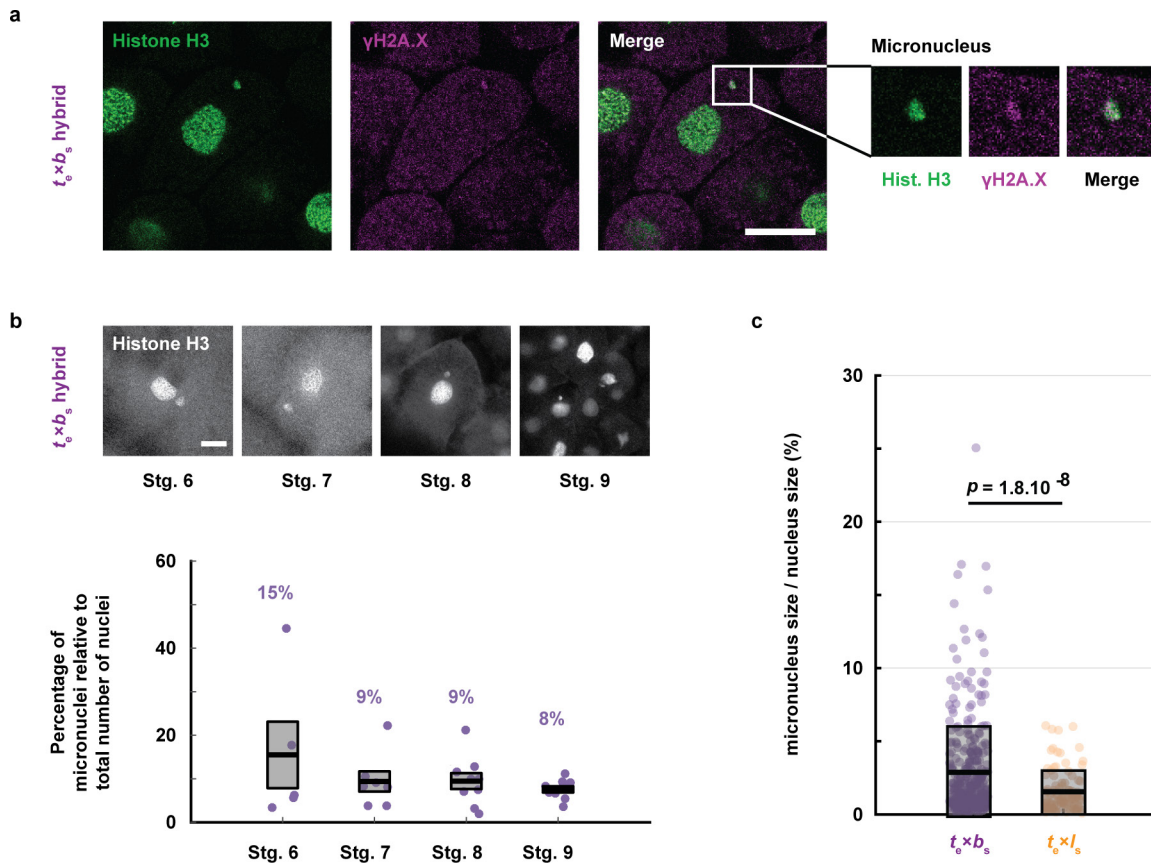 a
Histone H3
γH2A.X
Merge
Micronucleus
te×bs hybrid
Hist. H3
γH2A.X
Merge
b
Histone H3
te×bs hybrid
Stg. 6
Stg. 7
Stg. 8
Stg. 9
Percentage of
micronuclei relative to
total number of nuclei
60
40
20
0
15%
9%
9%
8%
Stg. 6
Stg. 7
Stg. 8
Stg. 9
c
micronucleus size / nucleus size (%)
30
20
10
0
p = 1.8.10 -8
te×bs
te×ls